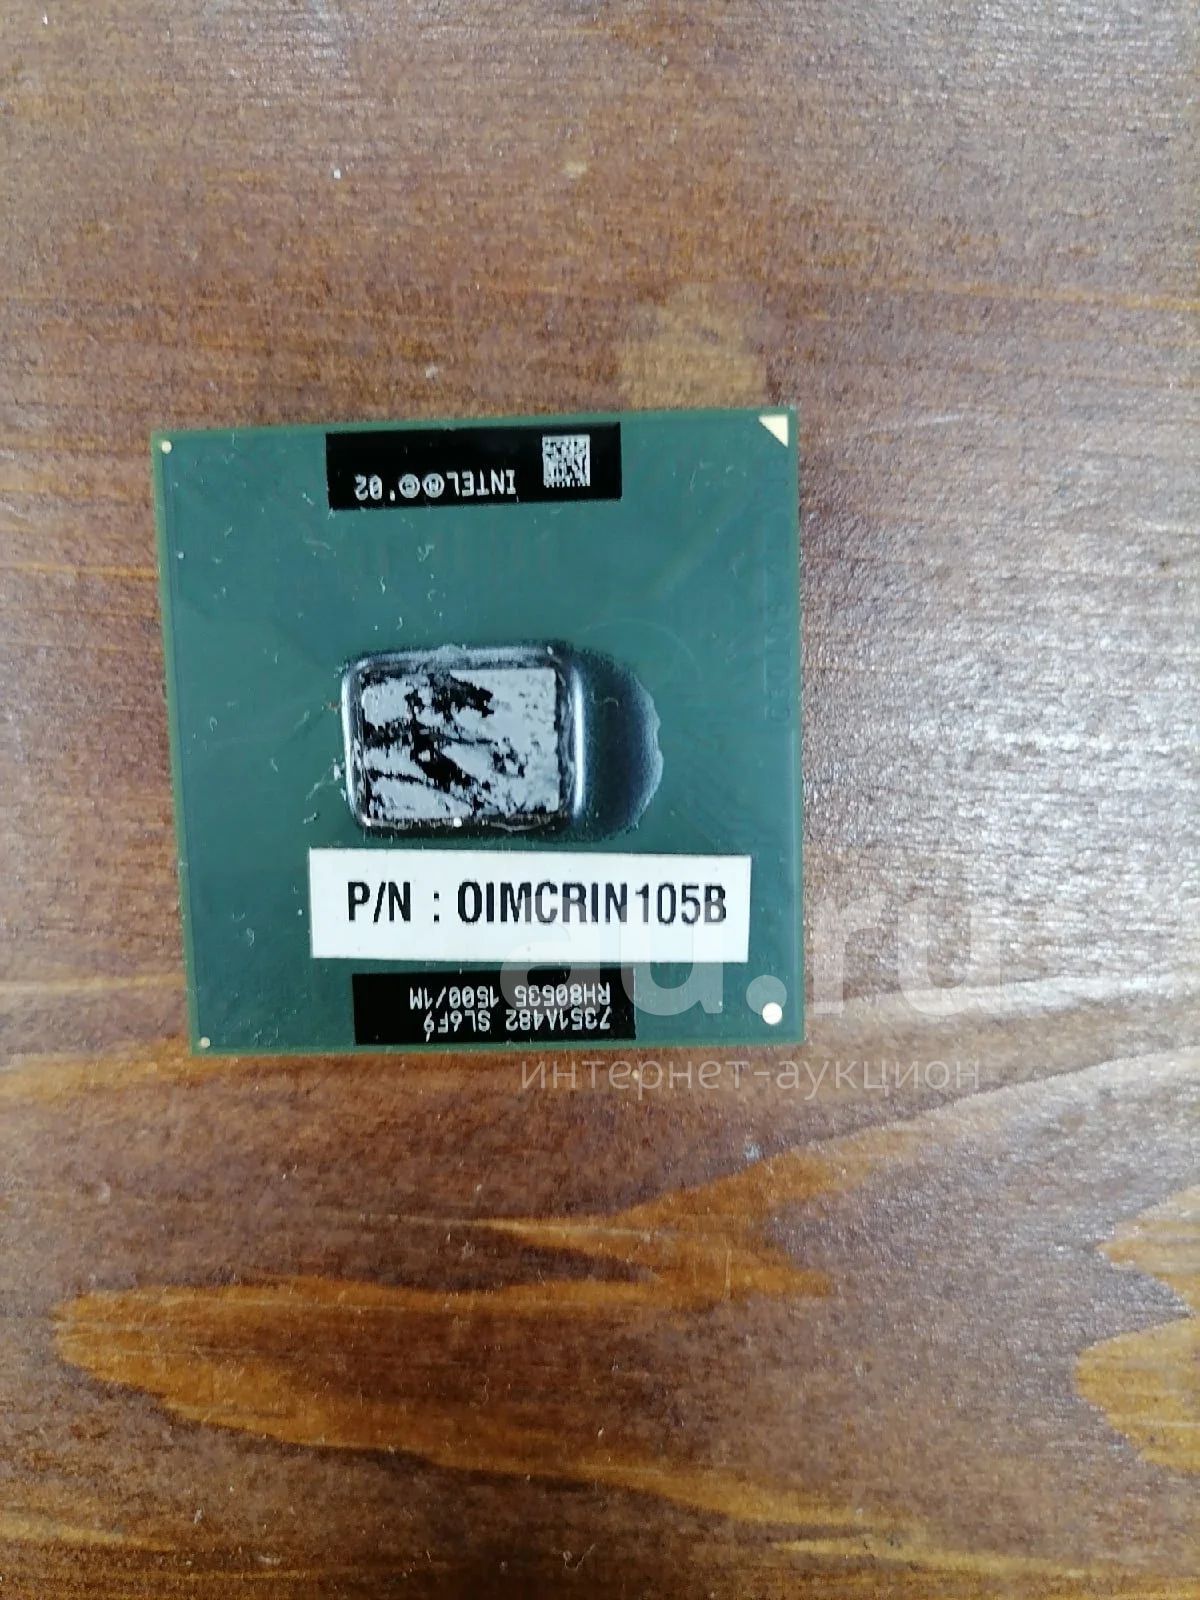 INTEL Ⓜ©'02
P/N : OIMCRIN105B
RH80535 1500/1M
7351A482 SL6F9
au.ru
интернет-аукцион